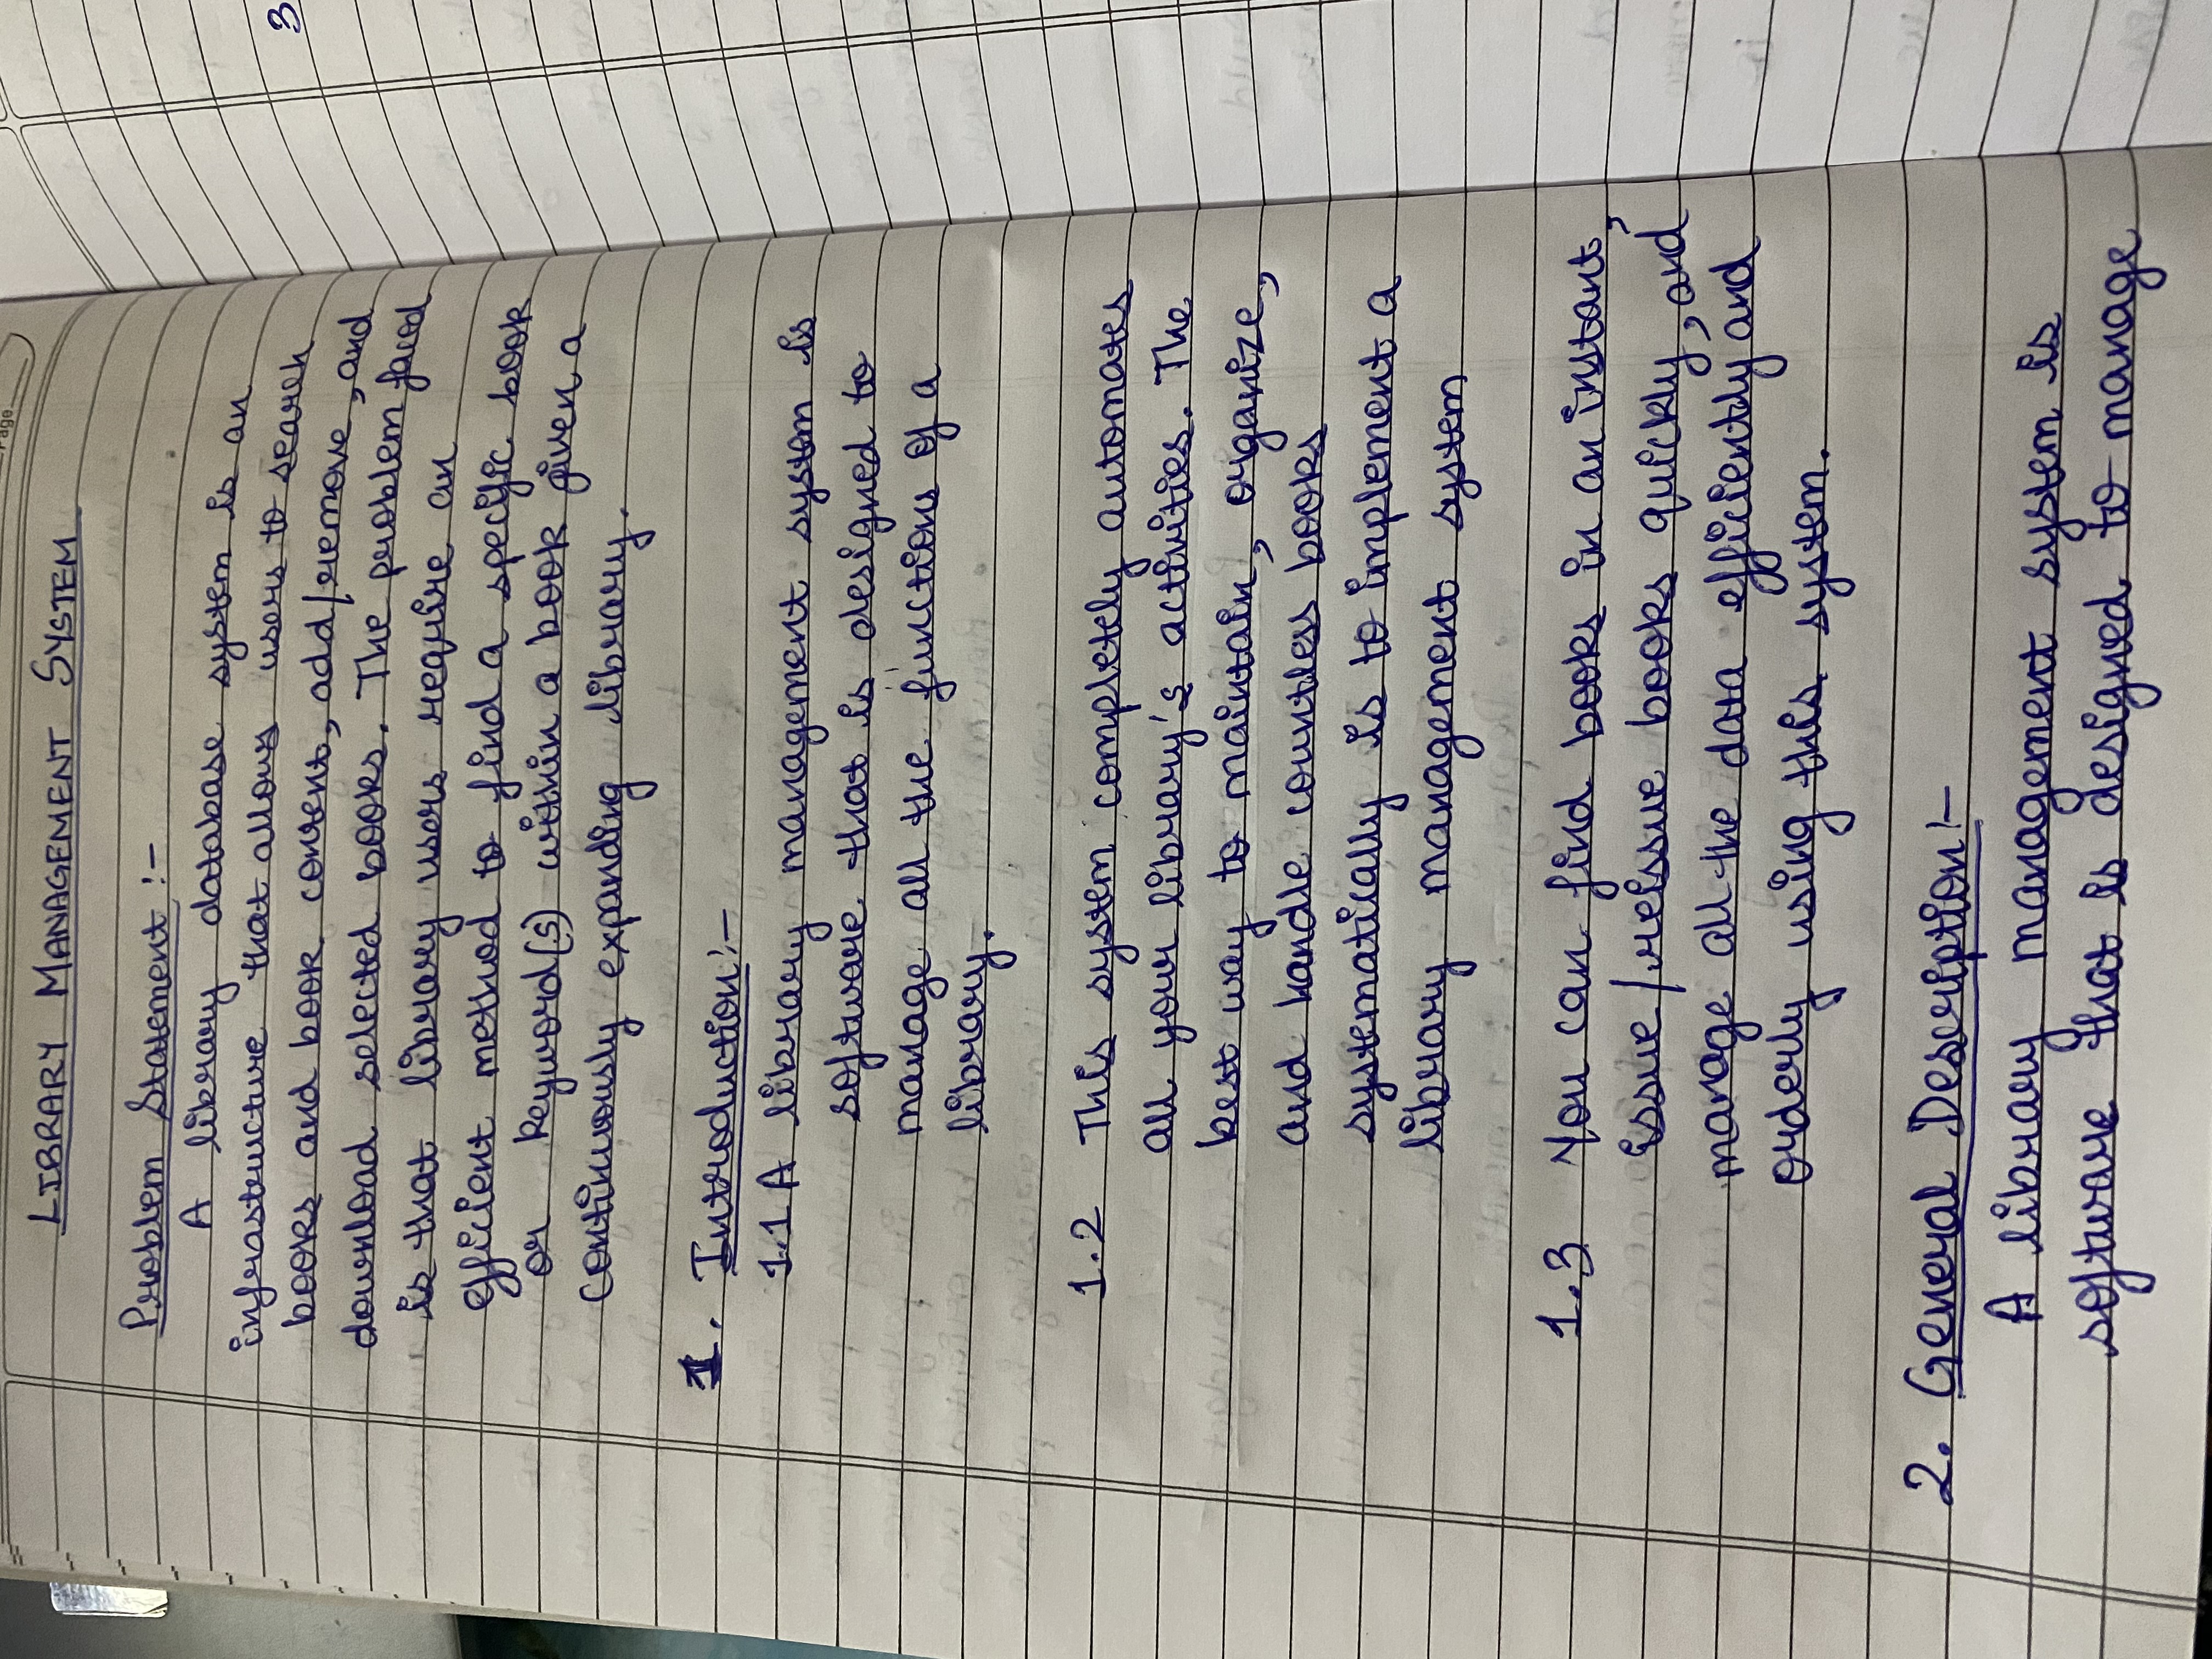 Page
LIBRARY MANAGEMENT SYSTEM
Problem Statement :-
A library database system is an
infrastructure that allows users to search
books and book content, add/remove, and
download selected books. The problem faced
is that library users require an
efficient method to find a specific book
or keyword(s) within a book given a
continuously expanding library.
1. Introduction :-
1.1 A library management system is
software that is designed to
manage all the functions of a
library.
1.2 This system completely automates
all your library's activities. The
best way to maintain, organize,
and handle countless books
systematically is to implement a
library management system
1.3 You can find books in an instant,
issue/reissue books quickly, and
manage all the data efficiently and
orderly using this system.
2. General Description :-
A library management system is
software that is designed to manage
3